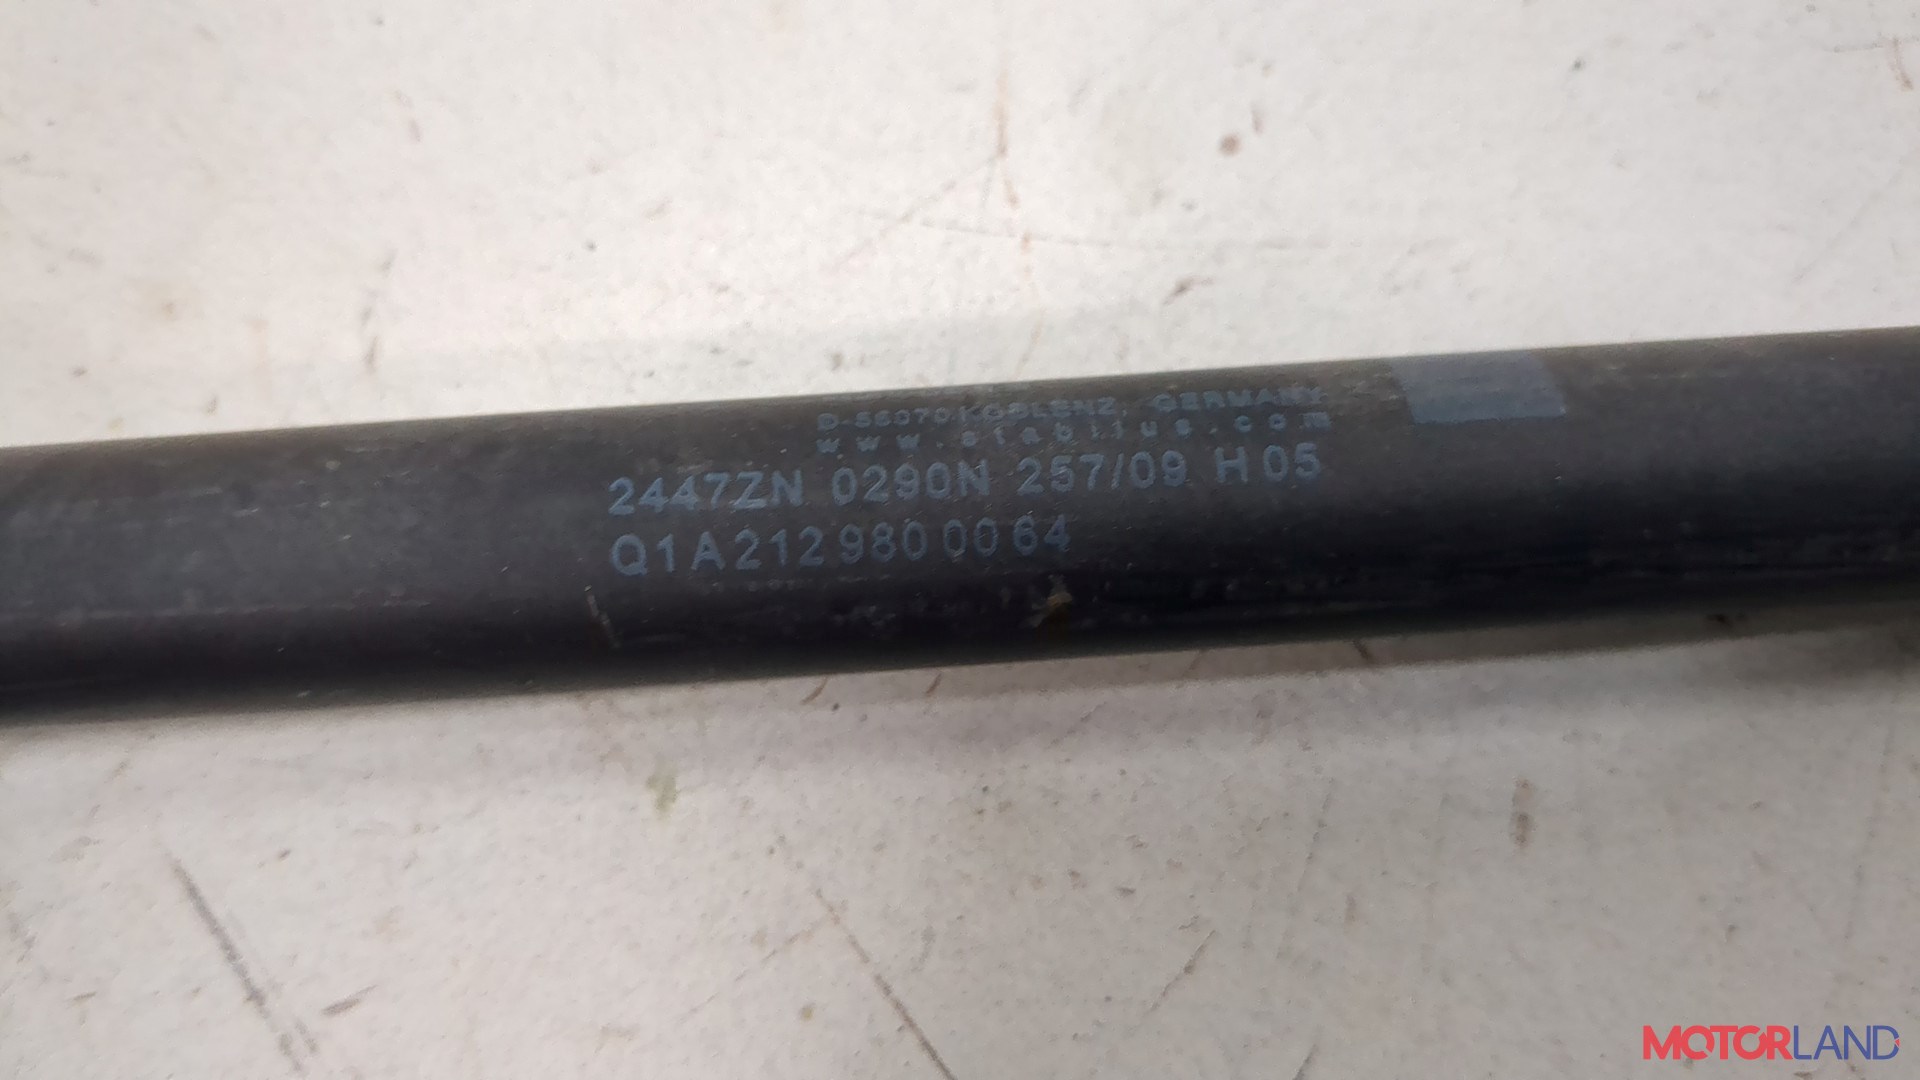 D-56070 KOBLENZ, GERMANY
www.stabilus.com
2447ZN 0290N 257/09 H05
Q1A2129800064
MOTORLAND